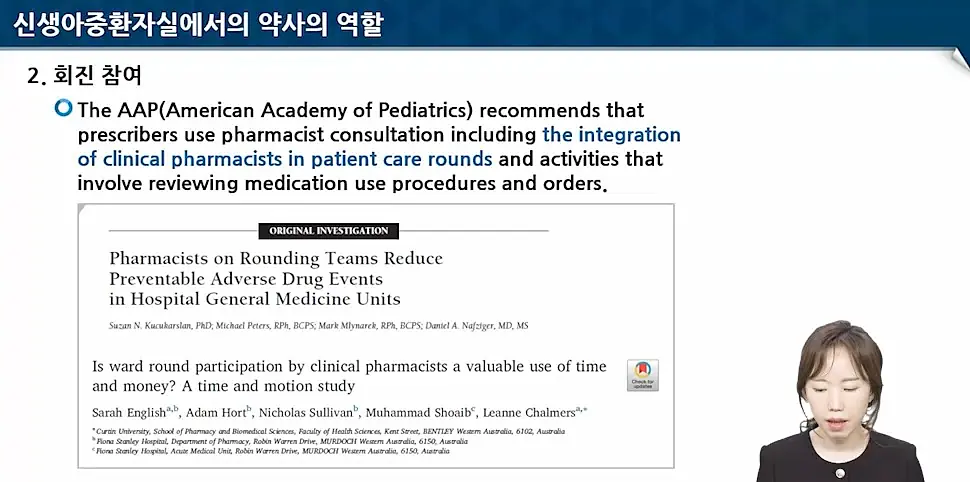 신생아중환자실에서의 약사의 역할
2. 회진 참여
The AAP(American Academy of Pediatrics) recommends that
prescribers use pharmacist consultation including the integration
of clinical pharmacists in patient care rounds and activities that
involve reviewing medication use procedures and orders.
ORIGINAL INVESTIGATION
Pharmacists on Rounding Teams Reduce
Preventable Adverse Drug Events
in Hospital General Medicine Units
Suzan N. Kucukarslan, PhD; Michael Peters, RPh, BCPS; Mark Mlynarek, RPh, BCPS; Daniel A. Nafziger, MD, MS
Is ward round participation by clinical pharmacists a valuable use of time
and money? A time and motion study
Check for
updates
Sarah English a,b, Adam Hort b, Nicholas Sullivan b, Muhammad Shoaib c, Leanne Chalmers a,*
a Curtin University, School of Pharmacy and Biomedical Sciences, Faculty of Health Sciences, Kent Street, BENTLEY Western Australia, 6102, Australia
b Fiona Stanley Hospital, Department of Pharmacy, Robin Warren Drive, MURDOCH Western Australia, 6150, Australia
c Fiona Stanley Hospital, Acute Medical Unit, Robin Warren Drive, MURDOCH Western Australia, 6150, Australia